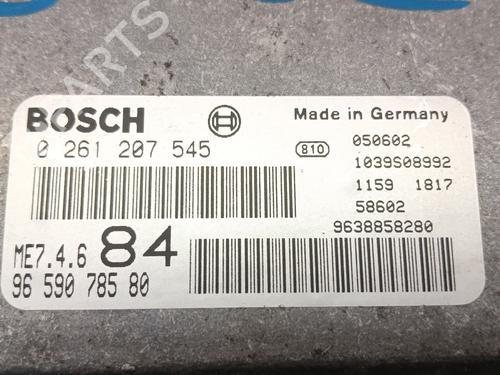 PARTS
BOSCH
Made in Germany
0 261 207 545
810
050602
1039S08992
1159 1817
58602
9638858280
ME7.4.6 84
96 590 785 80